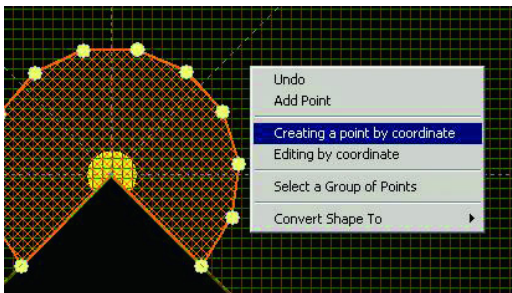 Undo
Add Point
Creating a point by coordinate
Editing by coordinate
Select a Group of Points
Convert Shape To